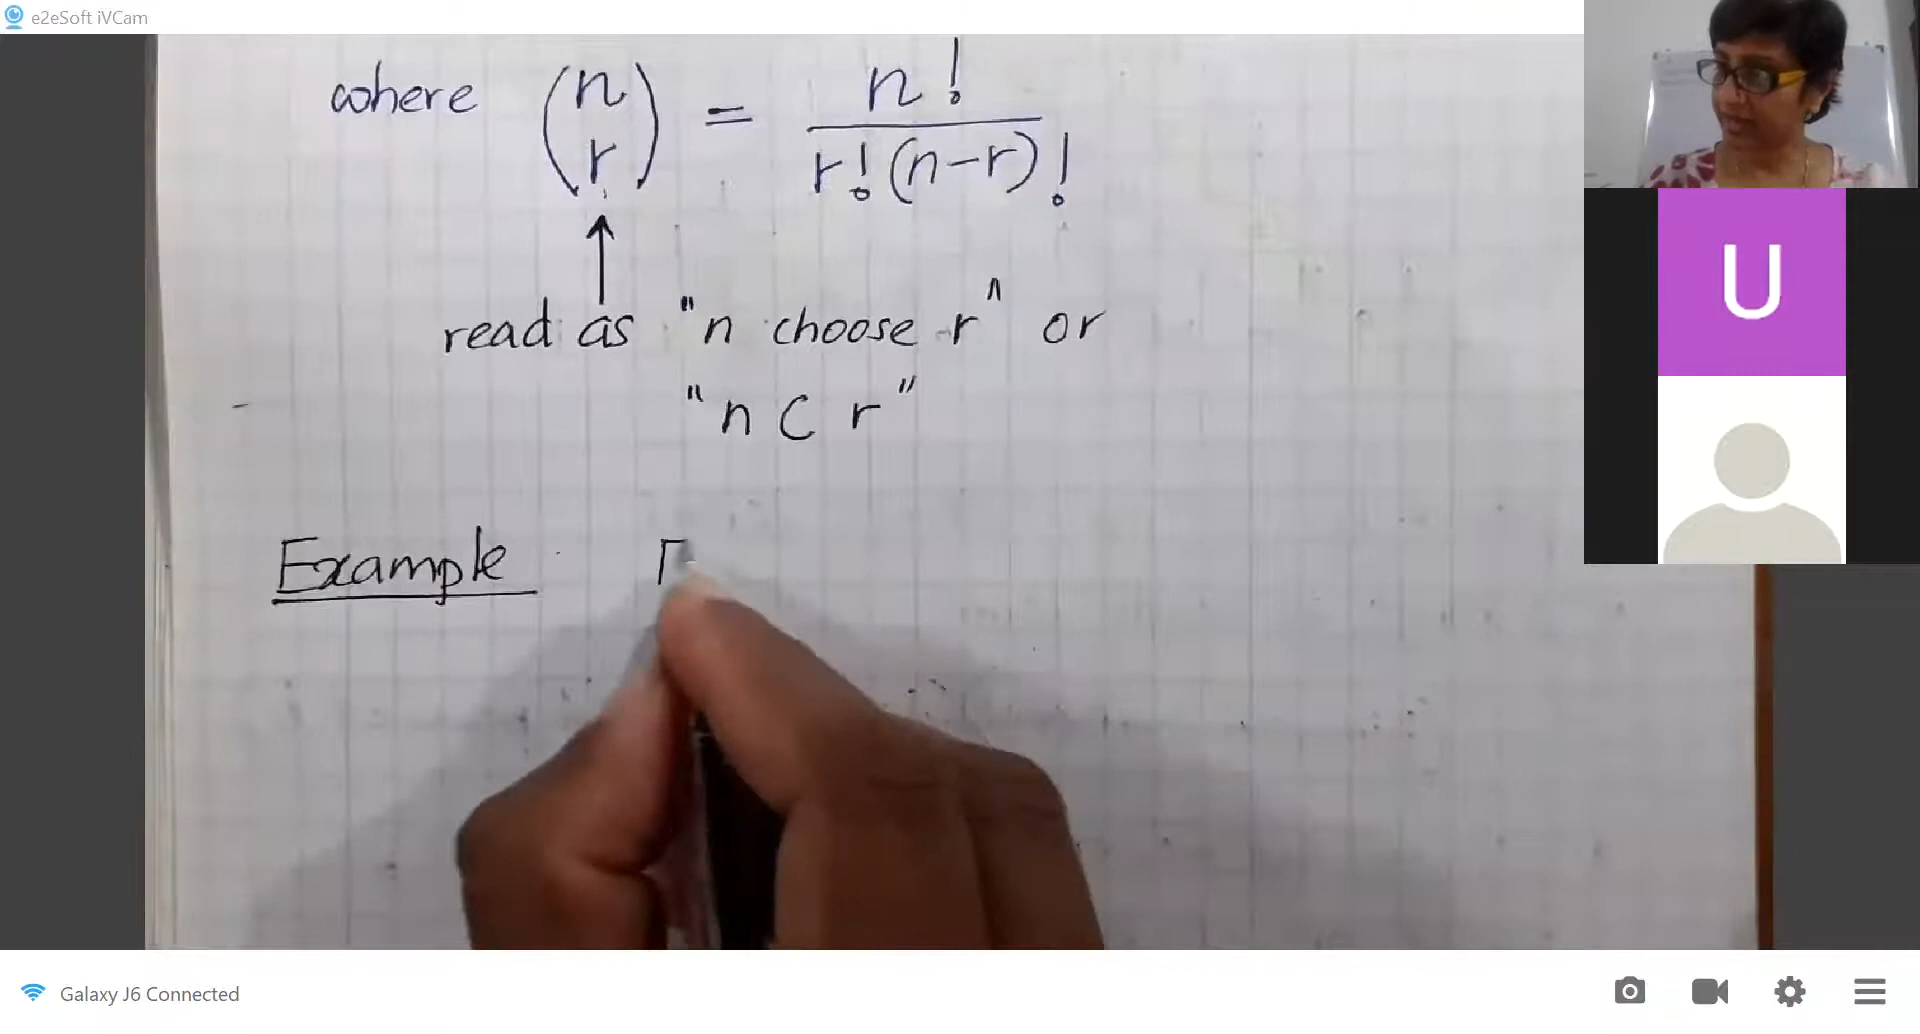 e2eSoft iVCam
where (n r) = n! / r!(n-r)!
U
read as "n choose r" or
"n C r"
Example
Galaxy J6 Connected